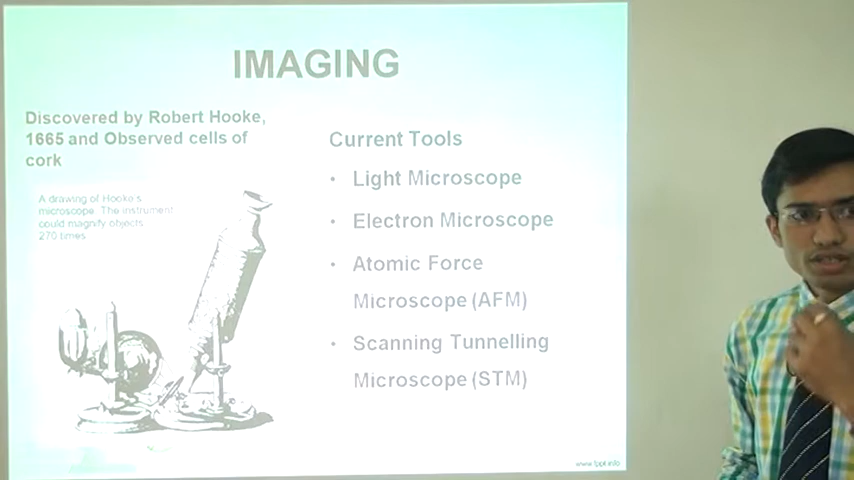 IMAGING
Discovered by Robert Hooke,
1665 and Observed cells of
cork
A drawing of Hooke's
microscope. The instrument
could magnify objects
270 times
Current Tools
• Light Microscope
• Electron Microscope
• Atomic Force
Microscope (AFM)
• Scanning Tunnelling
Microscope (STM)
www.fppt.info